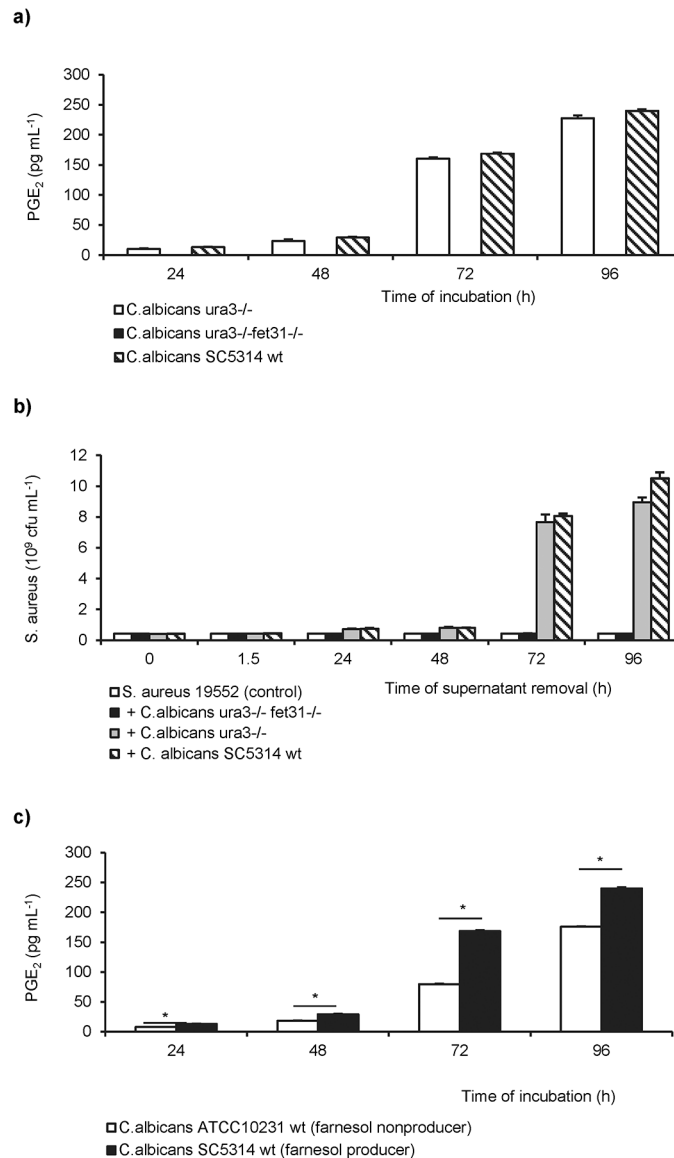 a)
300
250
200
150
100
50
0
PGE₂ (pg mL⁻¹)
24 48 72 96
Time of incubation (h)
C.albicans ura3-/-
C.albicans ura3-/-fet31-/-
C.albicans SC5314 wt
b)
12
10
8
6
4
2
0
S. aureus (10⁹ cfu mL⁻¹)
0 1.5 24 48 72 96
Time of supernatant removal (h)
S. aureus 19552 (control)
+ C.albicans ura3-/- fet31-/-
+ C.albicans ura3-/-
+ C. albicans SC5314 wt
c)
300
250
200
150
100
50
0
PGE₂ (pg mL⁻¹)
* * * *
24 48 72 96
Time of incubation (h)
C.albicans ATCC10231 wt (farnesol nonproducer)
C.albicans SC5314 wt (farnesol producer)